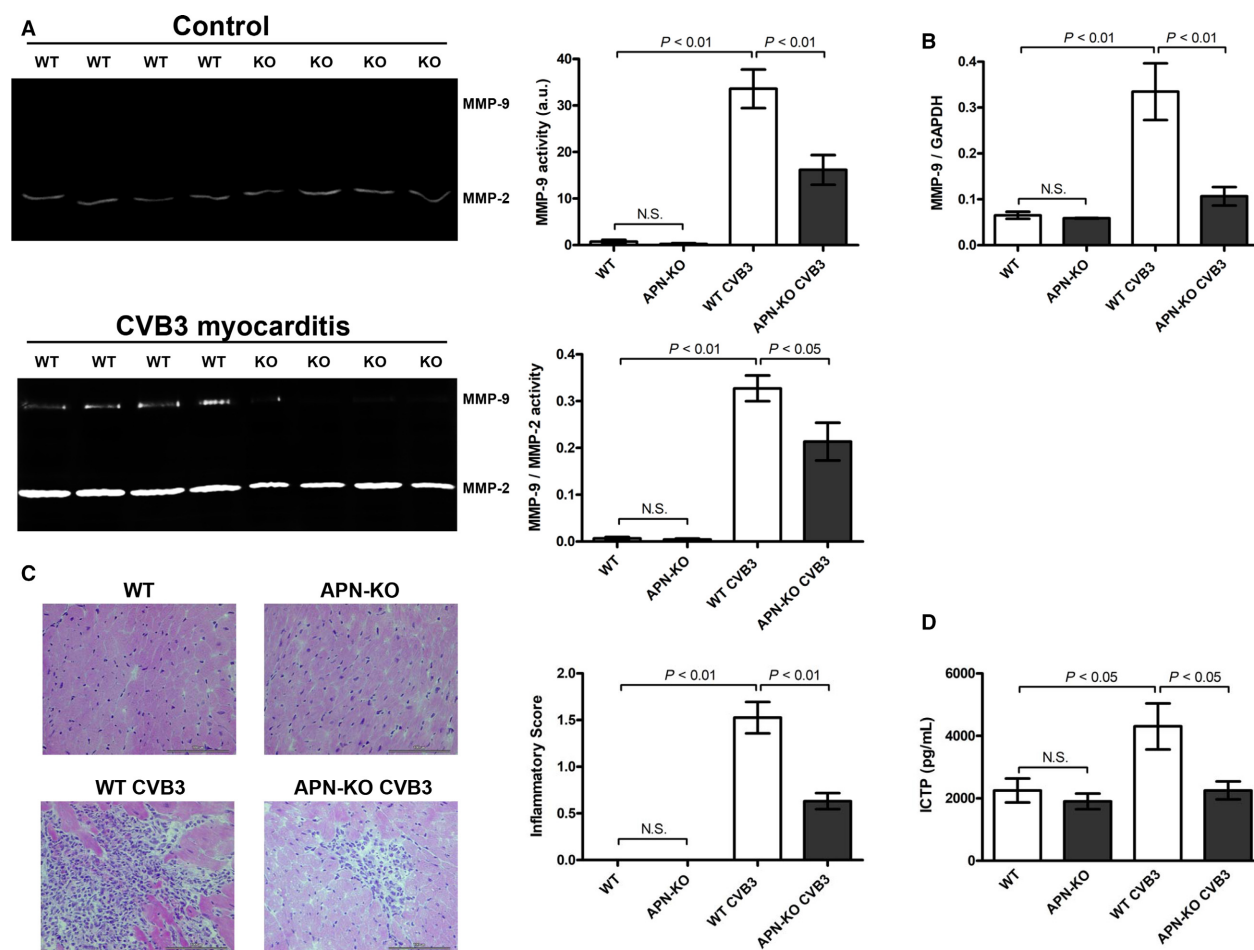 A
Control
WT WT WT WT KO KO KO KO
MMP-9
MMP-2
MMP-9 activity (a.u.)
40
30
20
10
0
P < 0.01
P < 0.01
N.S.
WT
APN-KO
WT CVB3
APN-KO CVB3
B
MMP-9 / GAPDH
0.4
0.3
0.2
0.1
0.0
P < 0.01
P < 0.01
N.S.
WT
APN-KO
WT CVB3
APN-KO CVB3
CVB3 myocarditis
WT WT WT WT KO KO KO KO
MMP-9
MMP-2
MMP-9 / MMP-2 activity
0.4
0.3
0.2
0.1
0.0
P < 0.01
P < 0.05
N.S.
WT
APN-KO
WT CVB3
APN-KO CVB3
C
WT
APN-KO
WT CVB3
APN-KO CVB3
Inflammatory Score
2.0
1.5
1.0
0.5
0.0
P < 0.01
P < 0.01
N.S.
WT
APN-KO
WT CVB3
APN-KO CVB3
D
ICTP (pg/mL)
6000
4000
2000
0
P < 0.05
P < 0.05
N.S.
WT
APN-KO
WT CVB3
APN-KO CVB3